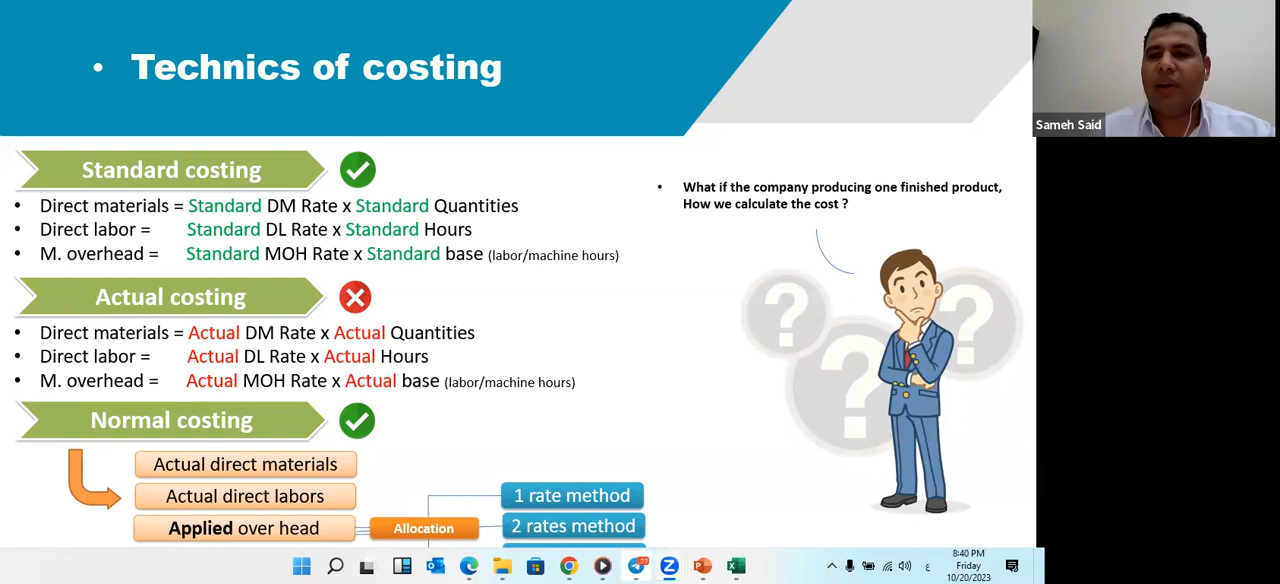 • Technics of costing
Sameh Said
Standard costing
• Direct materials = Standard DM Rate x Standard Quantities
• Direct labor = Standard DL Rate x Standard Hours
• M. overhead = Standard MOH Rate x Standard base (labor/machine hours)
Actual costing
• Direct materials = Actual DM Rate x Actual Quantities
• Direct labor = Actual DL Rate x Actual Hours
• M. overhead = Actual MOH Rate x Actual base (labor/machine hours)
Normal costing
Actual direct materials
Actual direct labors
Applied over head
Allocation
1 rate method
2 rates method
• What if the company producing one finished product,
How we calculate the cost ?
? ? ?
ع
8:40 PM
Friday
10/20/2023